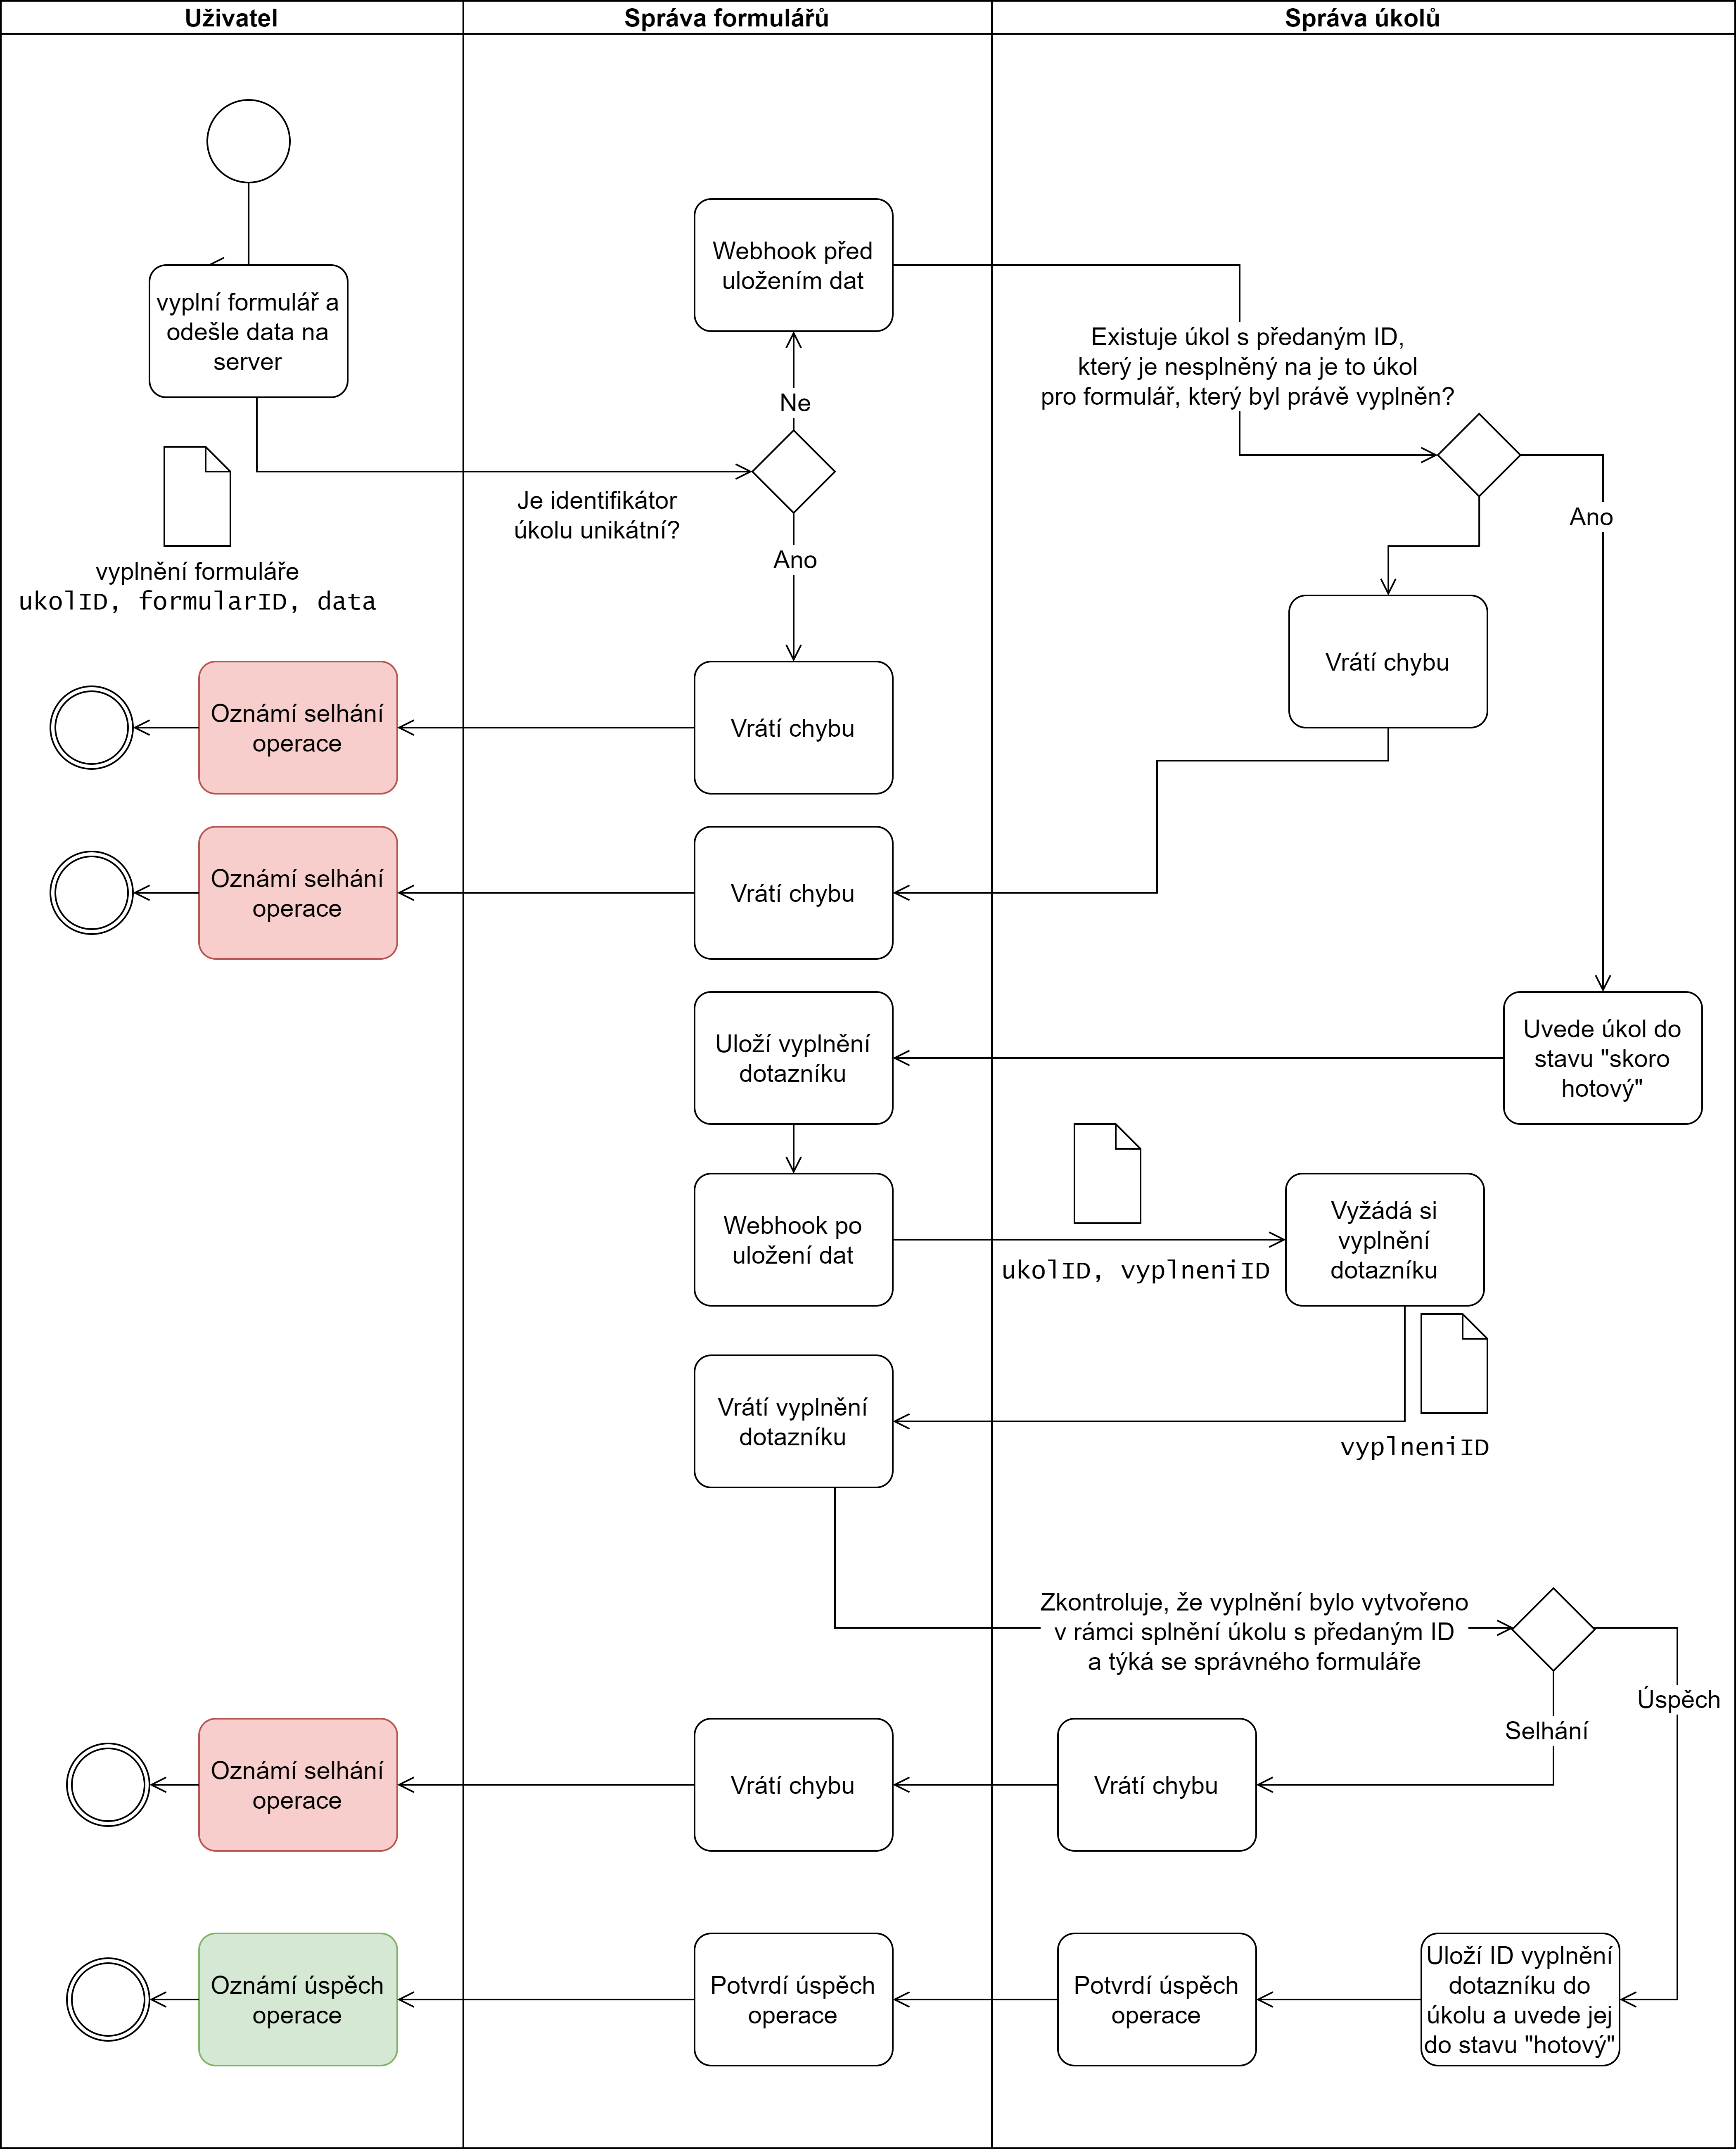 Uživatel
Správa formulářů
Správa úkolů
vyplní formulář a
odešle data na
server
Webhook před
uložením dat
Existuje úkol s předaným ID,
který je nesplněný na je to úkol
pro formulář, který byl právě vyplněn?
Ne
Je identifikátor
úkolu unikátní?
Ano
Ano
vyplnění formuláře
ukolID, formularID, data
Vrátí chybu
Oznámí selhání
operace
Vrátí chybu
Oznámí selhání
operace
Vrátí chybu
Uloží vyplnění
dotazníku
Uvede úkol do
stavu "skoro
hotový"
Webhook po
uložení dat
ukolID, vyplneniID
Vyžádá si
vyplnění
dotazníku
Vrátí vyplnění
dotazníku
vyplneniID
Zkontroluje, že vyplnění bylo vytvořeno
v rámci splnění úkolu s předaným ID
a týká se správného formuláře
Úspěch
Selhání
Oznámí selhání
operace
Vrátí chybu
Vrátí chybu
Oznámí úspěch
operace
Potvrdí úspěch
operace
Potvrdí úspěch
operace
Uloží ID vyplnění
dotazníku do
úkolu a uvede jej
do stavu "hotový"